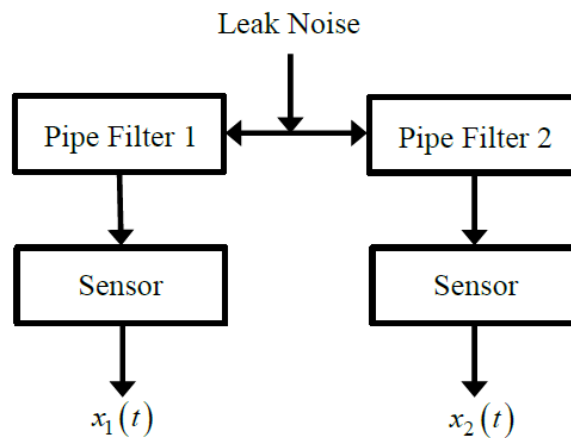 Leak Noise
Pipe Filter 1
Pipe Filter 2
Sensor
Sensor
x₁(t)
x₂(t)